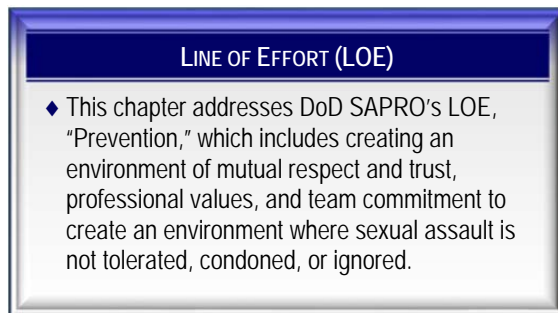 LINE OF EFFORT (LOE)
♦ This chapter addresses DoD SAPRO's LOE,
"Prevention," which includes creating an
environment of mutual respect and trust,
professional values, and team commitment to
create an environment where sexual assault is
not tolerated, condoned, or ignored.